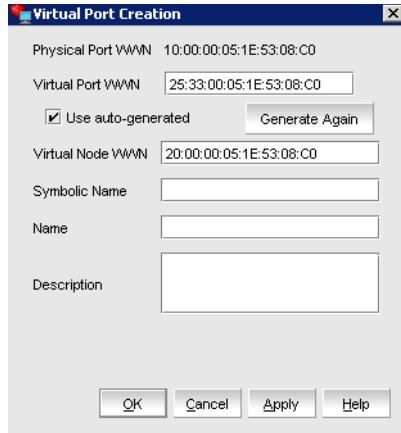 Virtual Port Creation
Physical Port WWN 10:00:00:05:1E:53:08:C0
Virtual Port WWN 25:33:00:05:1E:53:08:C0
Use auto-generated Generate Again
Virtual Node WWN 20:00:00:05:1E:53:08:C0
Symbolic Name
Name
Description
OK Cancel Apply Help